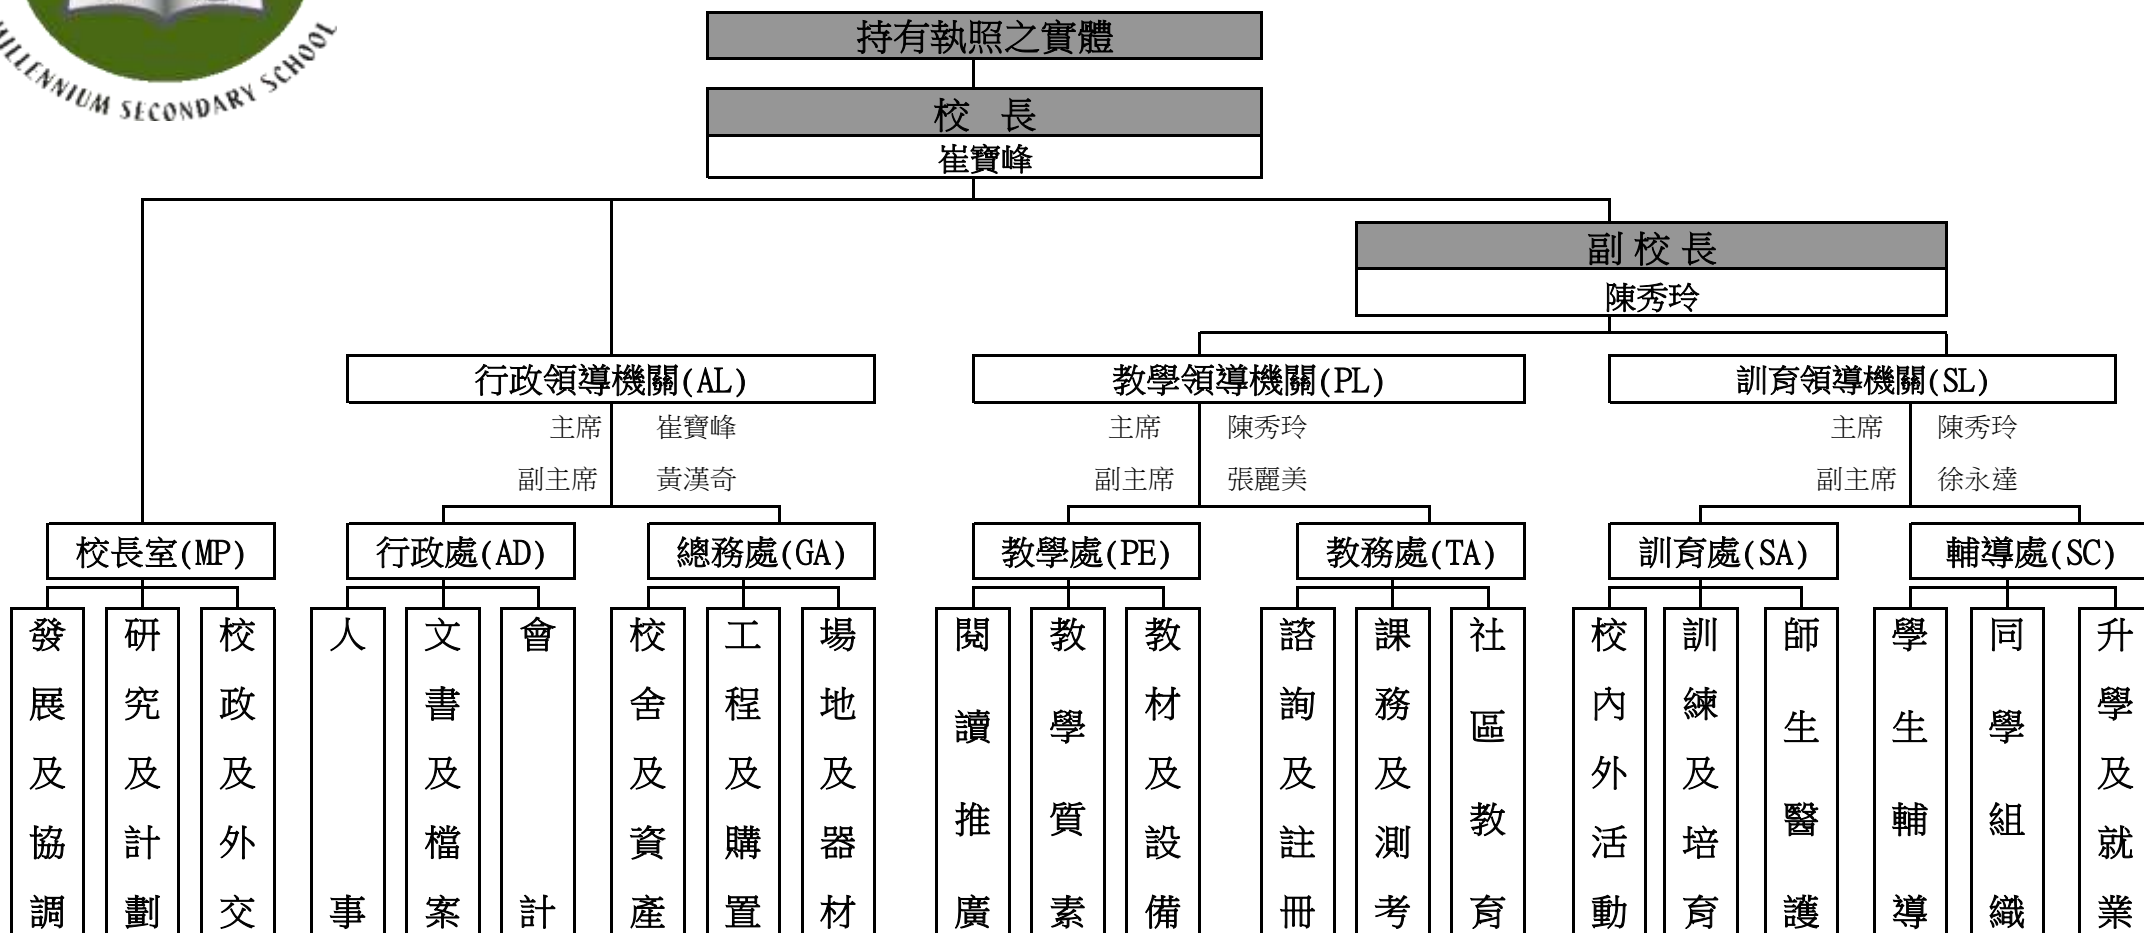 MILLENNIUM SECONDARY SCHOOL
持有執照之實體
校 長
崔寶峰
副校長
陳秀玲
行政領導機關(AL)
教學領導機關(PL)
訓育領導機關(SL)
主席 崔寶峰
主席 陳秀玲
主席 陳秀玲
副主席 黃漢奇
副主席 張麗美
副主席 徐永達
校長室(MP)
行政處(AD)
總務處(GA)
教學處(PE)
教務處(TA)
訓育處(SA)
輔導處(SC)
發展及協調
研究及計劃
校政及外交
人事
文書及檔案
會計
校舍及資產
工程及購置
場地及器材
閱讀推廣
教學質素
教材及設備
諮詢及註冊
課務及測考
社區教育
校內外活動
訓練及培育
師生醫護
學生輔導
同學組織
升學及就業